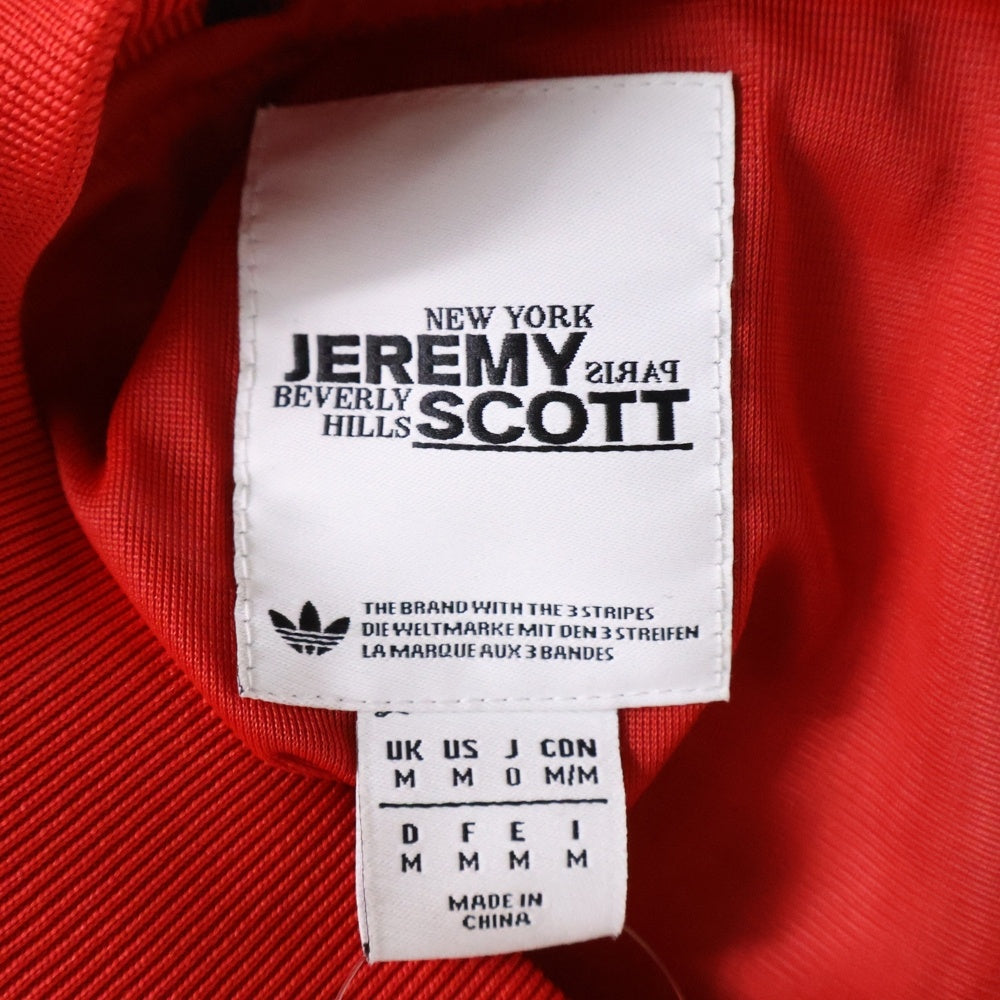 NEW YORK
JEREMY PARIS
BEVERLY
HILLS SCOTT
THE BRAND WITH THE 3 STRIPES
DIE WELTMARKE MIT DEN 3 STREIFEN
LA MARQUE AUX 3 BANDES
UK US J CDN
M M O M/M
D F E I
M M M M
MADE IN
CHINA